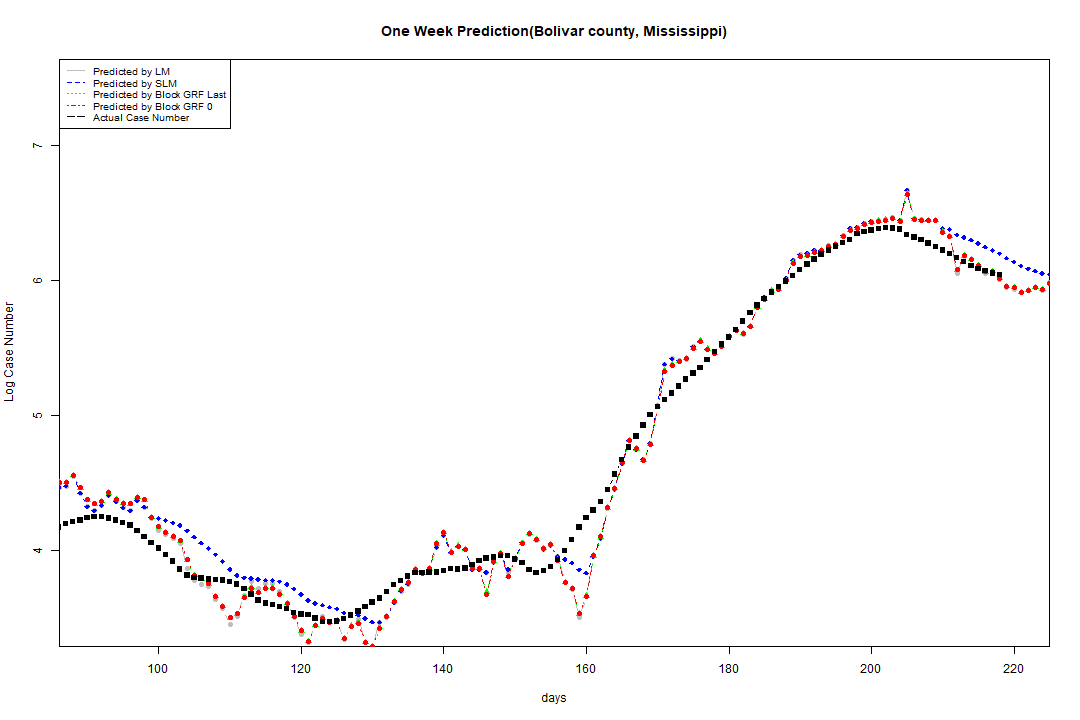 One Week Prediction(Bolivar county, Mississippi)
Predicted by LM
Predicted by SLM
Predicted by Block GRF Last
Predicted by Block GRF 0
Actual Case Number
7
6
5
4
Log Case Number
100 120 140 160 180 200 220
days